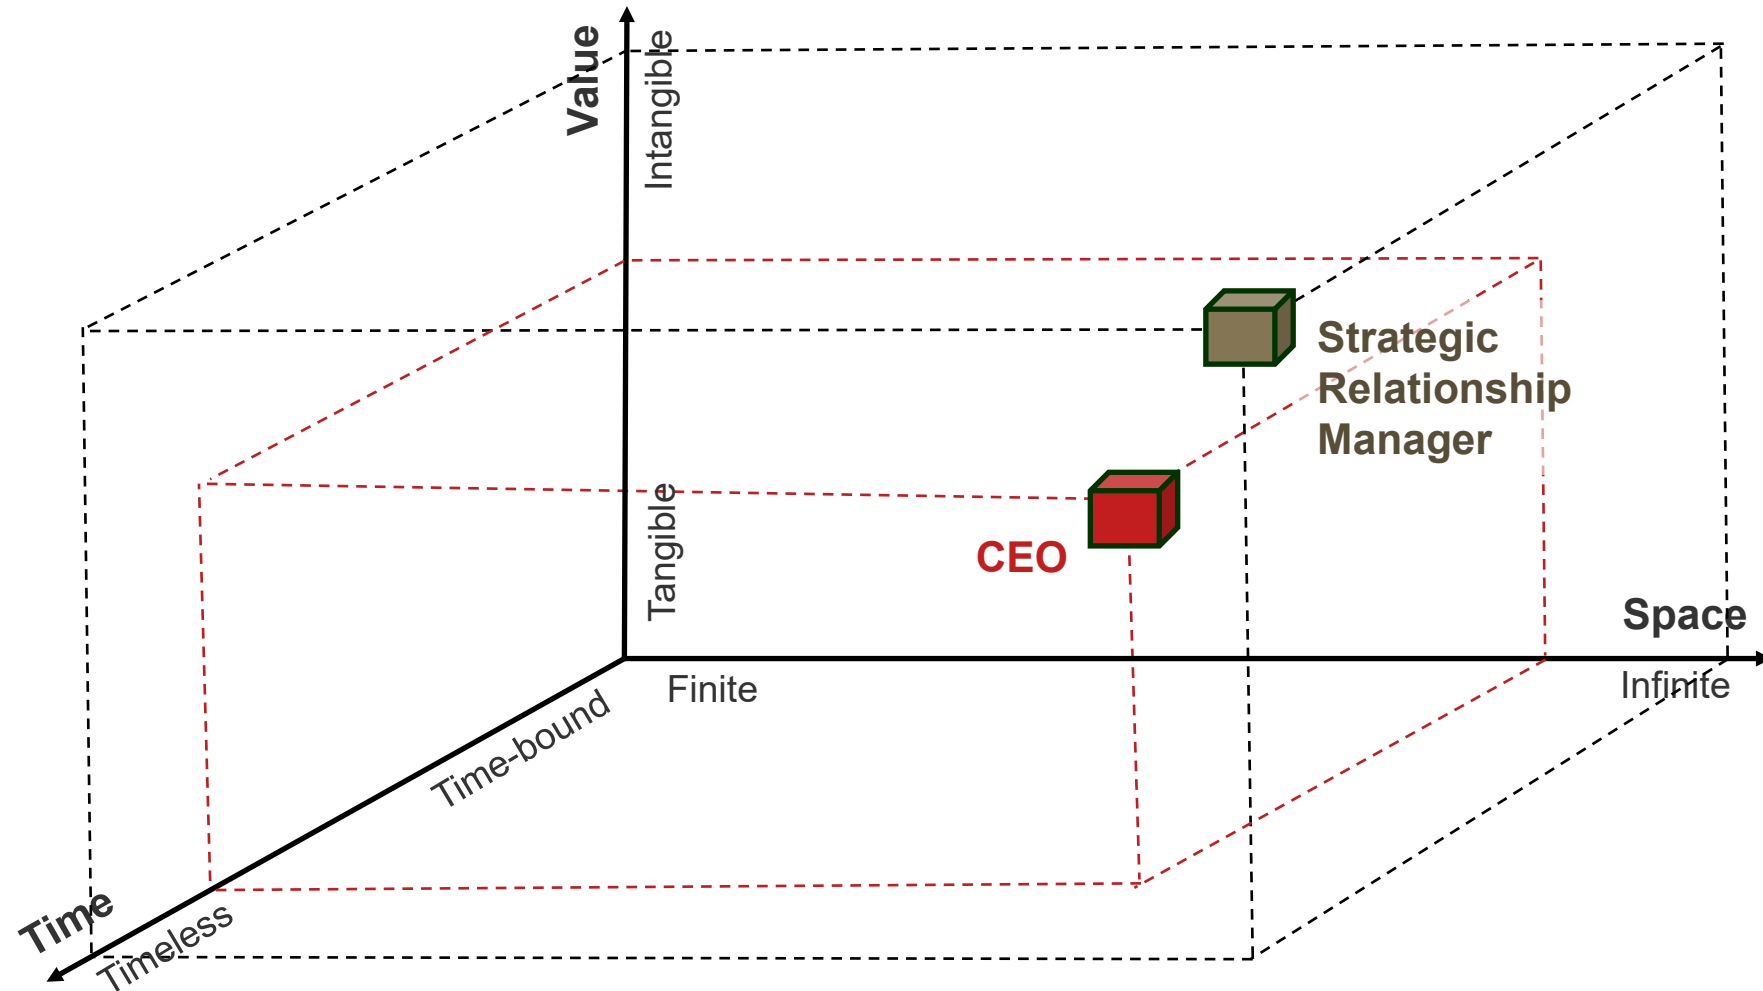 Value
Intangible
Strategic
Relationship
Manager
Tangible
CEO
Space
Finite
Infinite
Time-bound
Time
Timeless